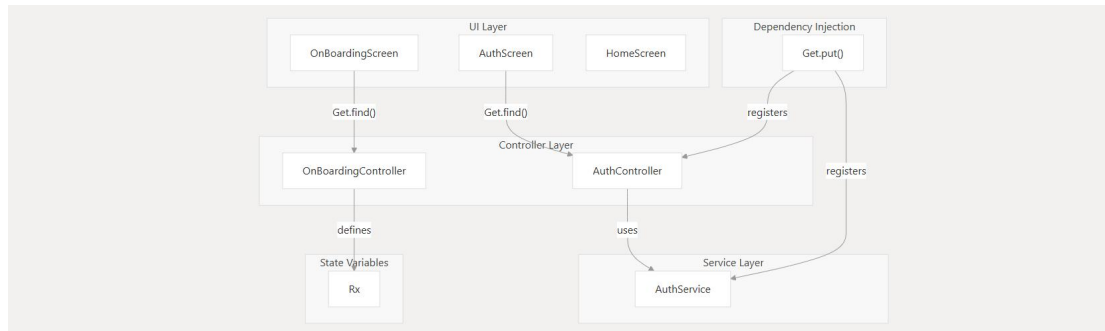 UI Layer
Dependency Injection
OnBoardingScreen
AuthScreen
HomeScreen
Get.put()
Get.find()
Get.find()
registers
Controller Layer
OnBoardingController
AuthController
registers
defines
uses
State Variables
Service Layer
Rx
AuthService